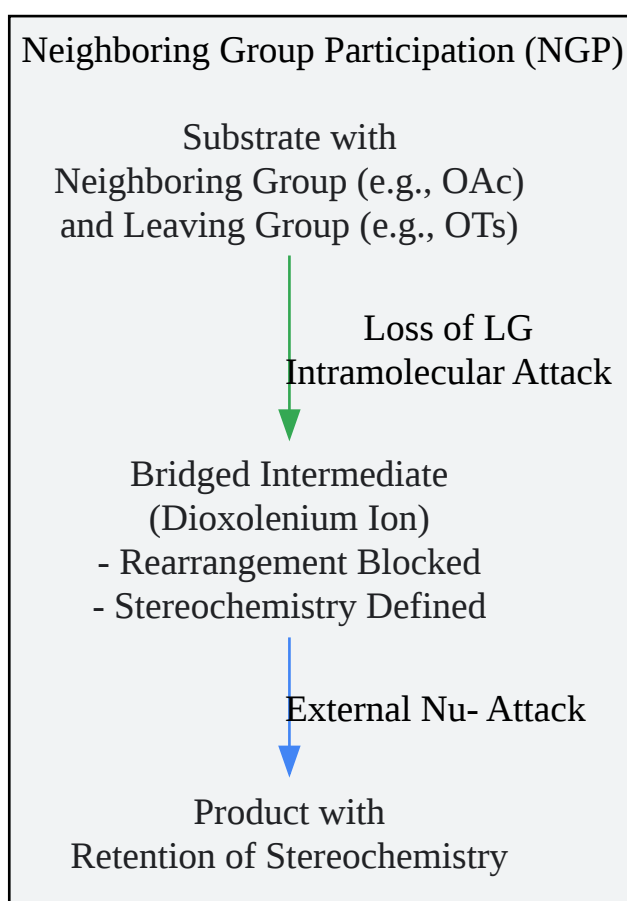 Neighboring Group Participation (NGP)
Substrate with
Neighboring Group (e.g., OAc)
and Leaving Group (e.g., OTs)
Loss of LG
Intramolecular Attack
Bridged Intermediate
(Dioxolenium Ion)
- Rearrangement Blocked
- Stereochemistry Defined
External Nu- Attack
Product with
Retention of Stereochemistry